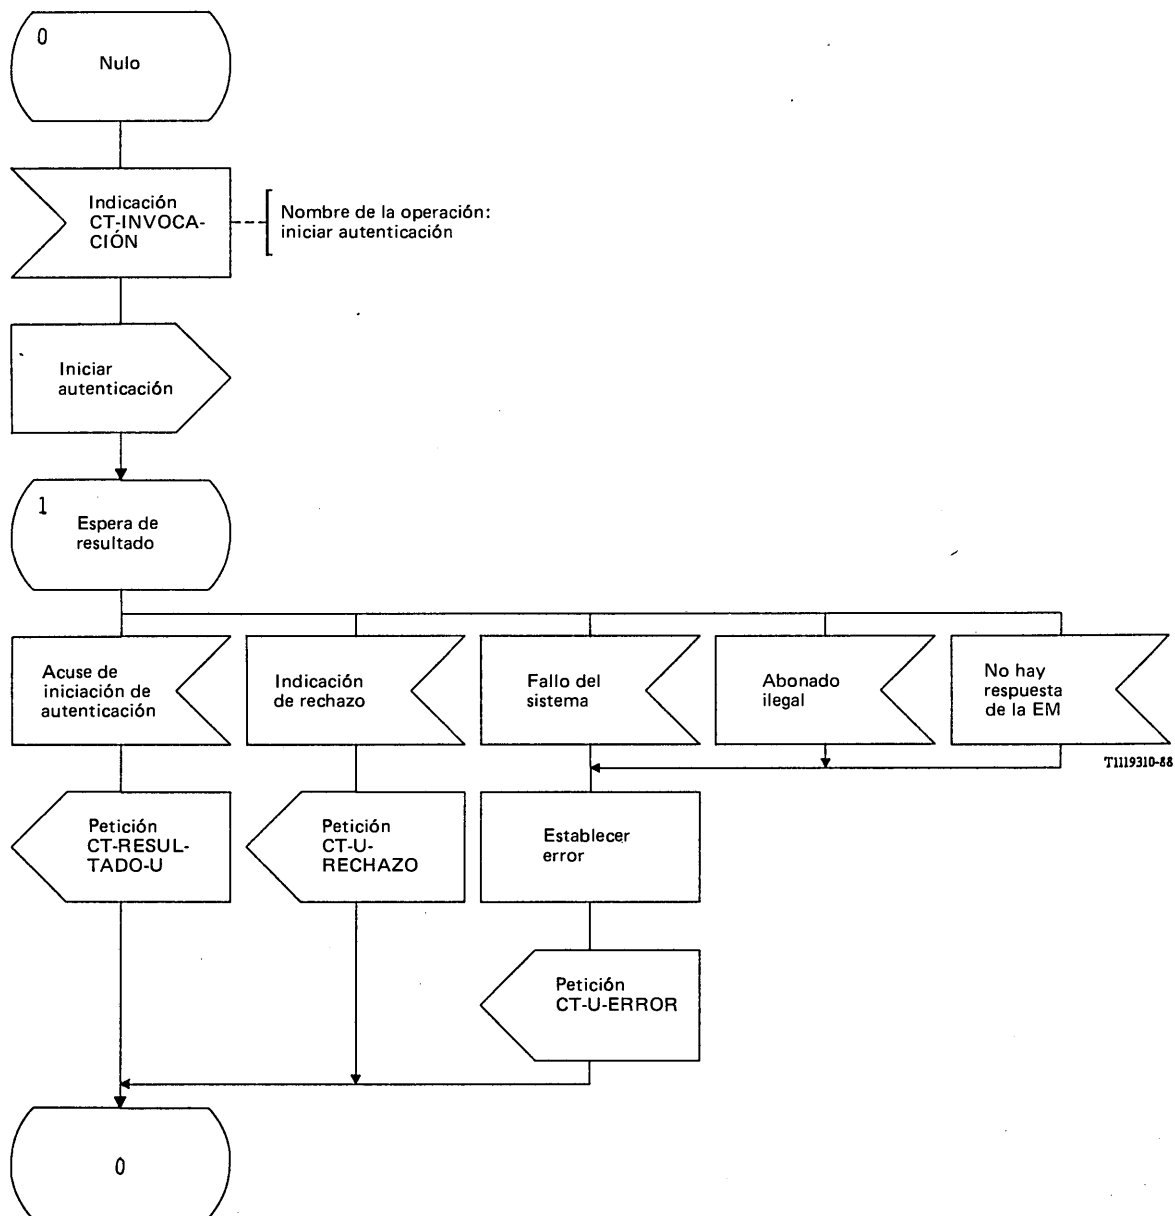 0
Nulo
Indicación
CT-INVOCA-
CIÓN
Nombre de la operación:
iniciar autenticación
Iniciar
autenticación
1
Espera de
resultado
Acuse de
iniciación de
autenticación
Indicación
de rechazo
Fallo del
sistema
Abonado
ilegal
No hay
respuesta
de la EM
T1119310-88
Petición
CT-RESUL-
TADO-U
Petición
CT-U-
RECHAZO
Establecer
error
Petición
CT-U-ERROR
0